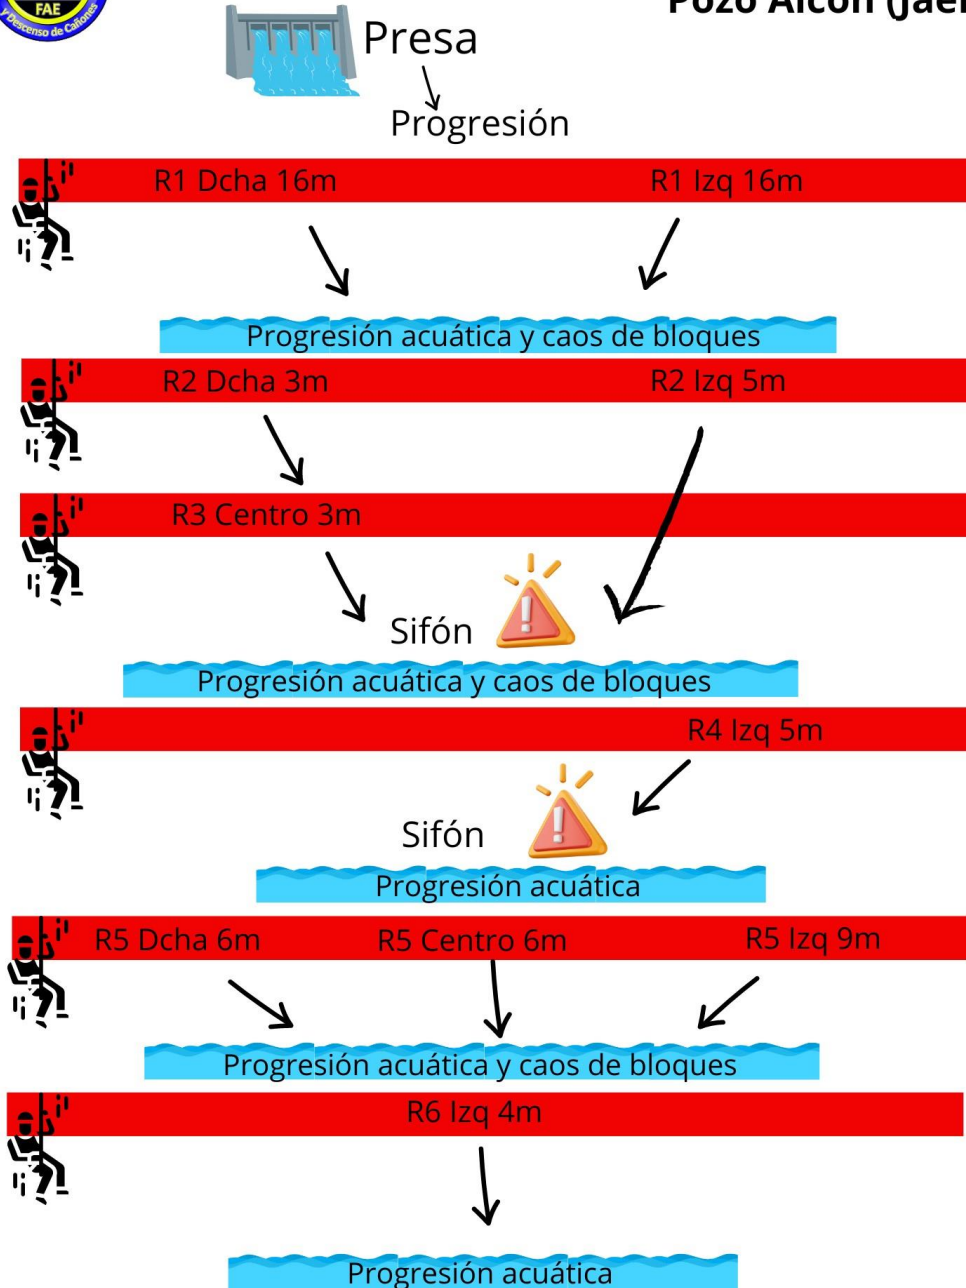 FAE
y Descenso de Cañones
Pozo Alcón (Jaén
Presa
Progresión
R1 Dcha 16m R1 Izq 16m
Progresión acuática y caos de bloques
R2 Dcha 3m R2 Izq 5m
R3 Centro 3m
Sifón
Progresión acuática y caos de bloques
R4 Izq 5m
Sifón
Progresión acuática
R5 Dcha 6m R5 Centro 6m R5 Izq 9m
Progresión acuática y caos de bloques
R6 Izq 4m
Progresión acuática